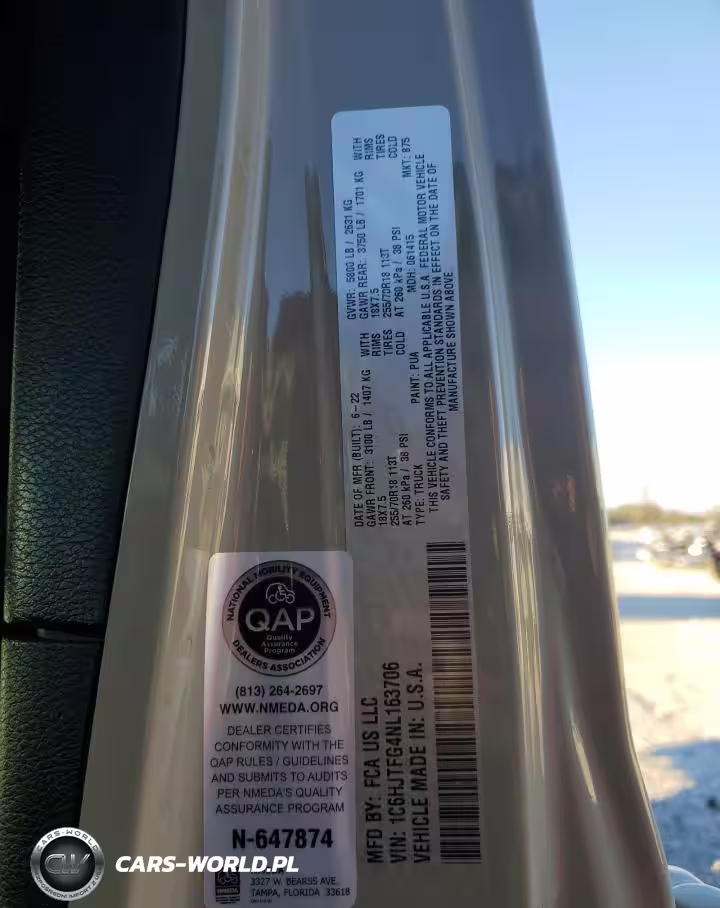 DATE OF MFR (BUILT): 6-22 GVWR: 5800 LB / 2631 KG
GAWR FRONT: 3100 LB / 1407 KG WITH GAWR REAR: 3750 LB / 1701 KG WITH
18X7.5 RIMS 18X7.5 RIMS
255/70R18 113T TIRES 255/70R18 113T TIRES
AT 260 kPa / 38 PSI COLD AT 260 kPa / 38 PSI COLD
TYPE: TRUCK PAINT: PUA MDH: 061415 MKT: 875
THIS VEHICLE CONFORMS TO ALL APPLICABLE U.S.A. FEDERAL MOTOR VEHICLE
SAFETY AND THEFT PREVENTION STANDARDS IN EFFECT ON THE DATE OF
MANUFACTURE SHOWN ABOVE
MFD BY: FCA US LLC
VIN: 1C6HJTFG4NL163706
VEHICLE MADE IN: U.S.A.
NATIONAL MOBILITY EQUIPMENT
QAP
Quality
Assurance
Program
DEALERS ASSOCIATION
(813) 264-2697
WWW.NMEDA.ORG
DEALER CERTIFIES
CONFORMITY WITH THE
QAP RULES / GUIDELINES
AND SUBMITS TO AUDITS
PER NMEDA'S QUALITY
ASSURANCE PROGRAM
N-647874
3327 W. BEARSS AVE.
TAMPA, FLORIDA 33618
NMEDA
CARS-WORLD
CW
CARS-WORLD.PL